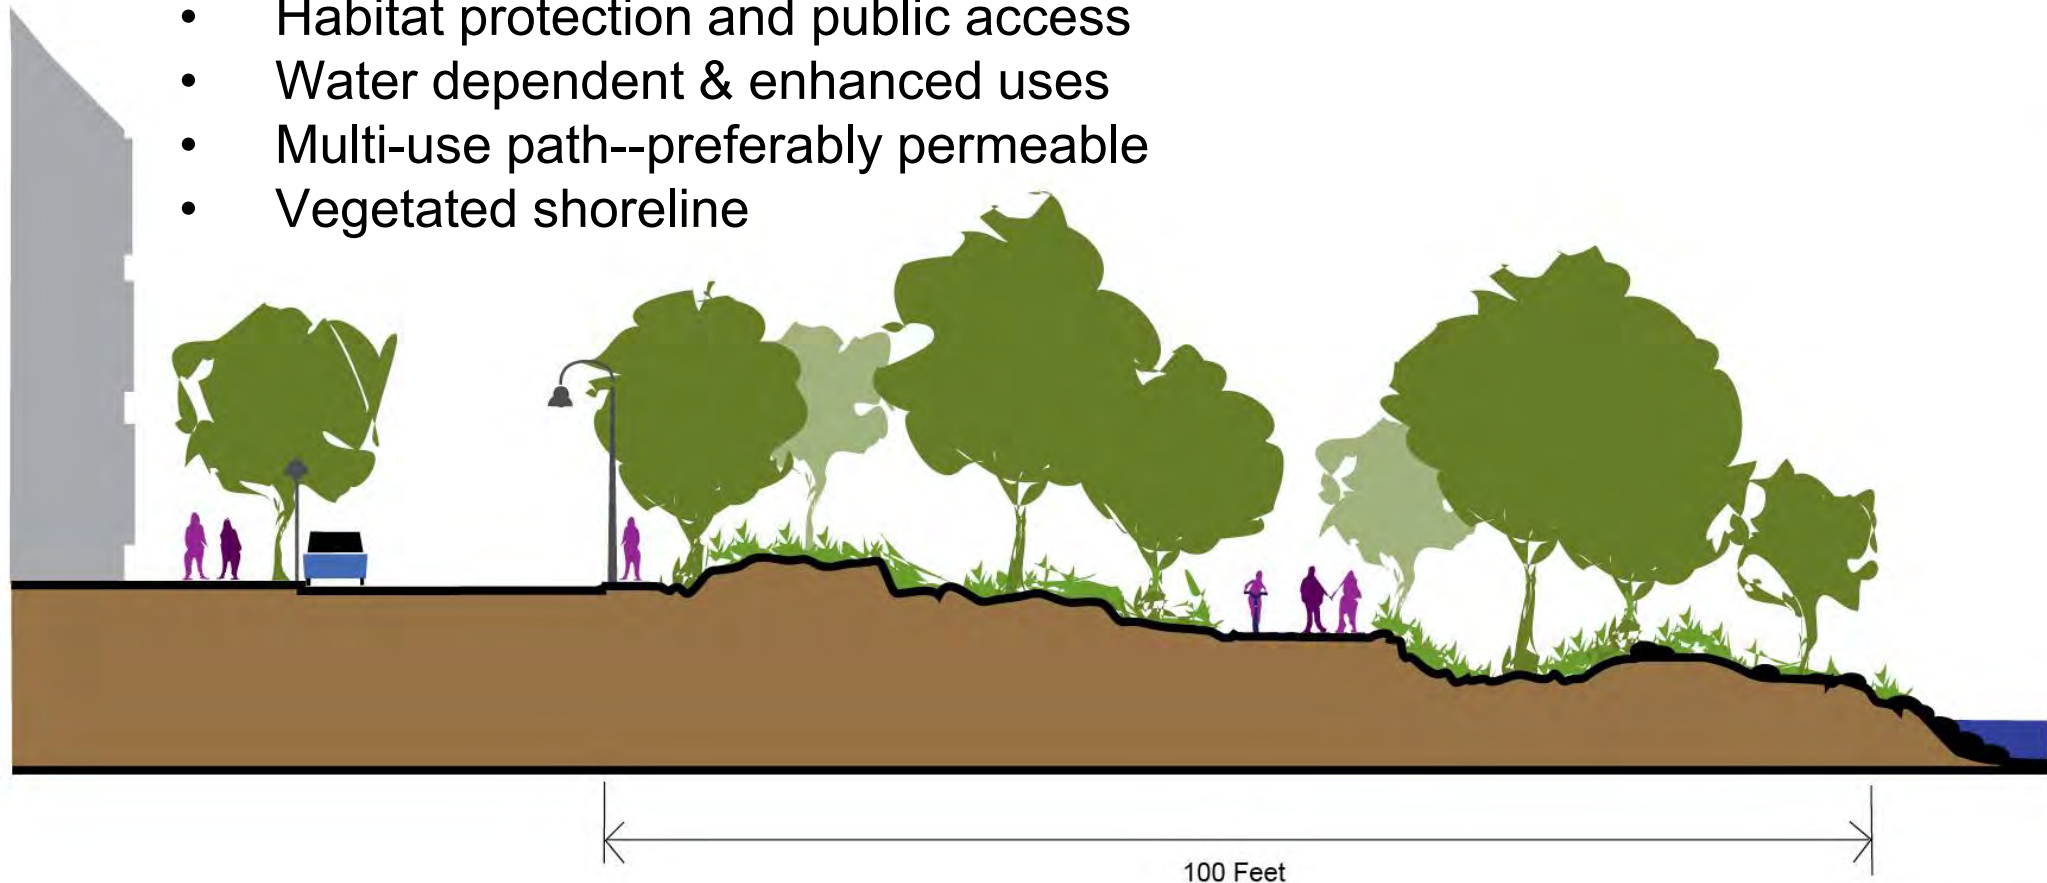 • Habitat protection and public access
• Water dependent & enhanced uses
• Multi-use path--preferably permeable
• Vegetated shoreline
100 Feet